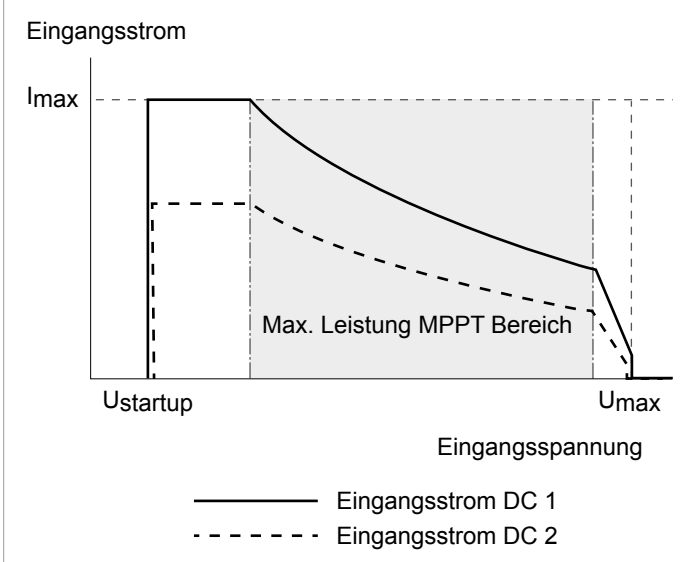 Eingangsstrom
Imax
Max. Leistung MPPT Bereich
Ustartup
Umax
Eingangsspannung
Eingangsstrom DC 1
Eingangsstrom DC 2